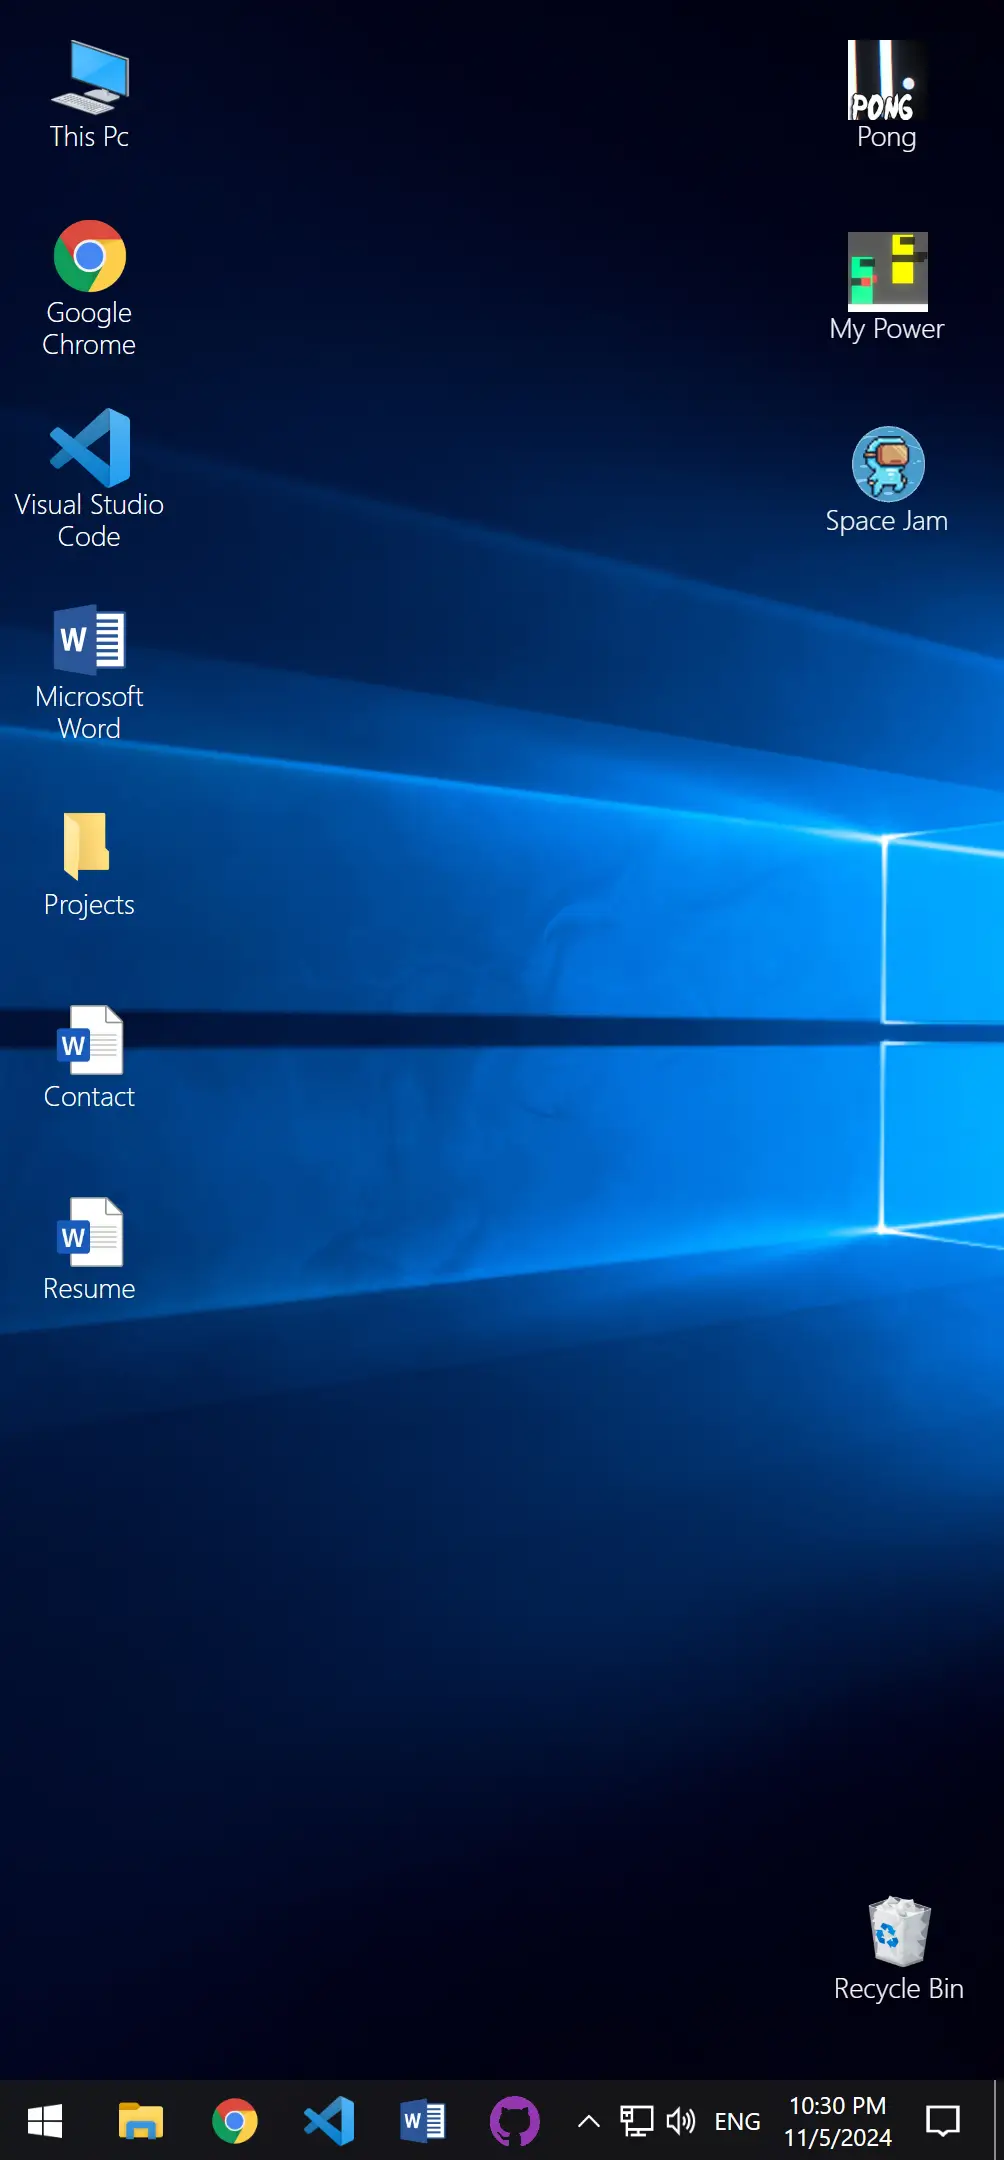 This Pc
Google
Chrome
Visual Studio
Code
W
Microsoft
Word
Projects
W
Contact
W
Resume
PONG
Pong
My Power
Space Jam
Recycle Bin
W
ENG
10:30 PM
11/5/2024